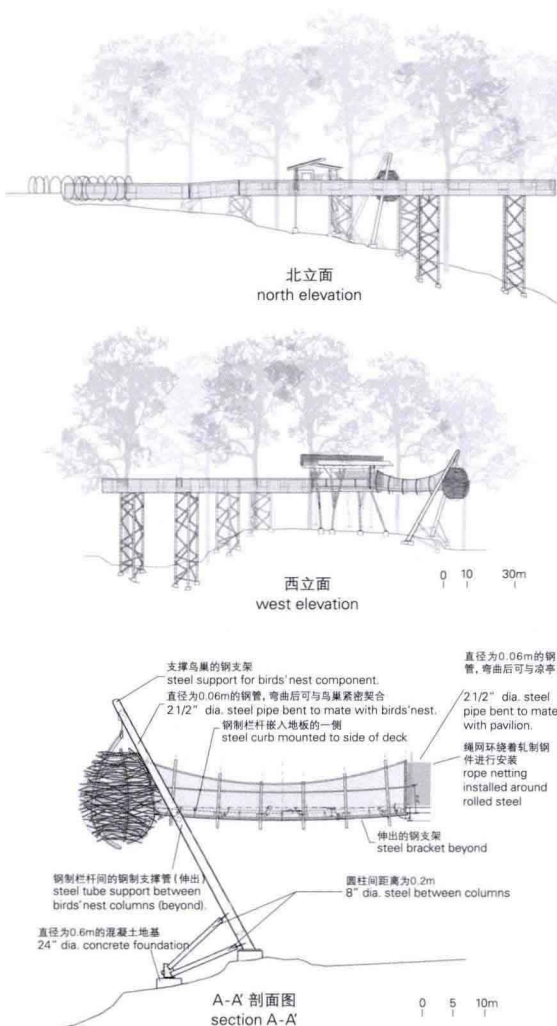 北立面
north elevation
西立面
west elevation
0 10 30m
支撑鸟巢的钢支架
steel support for birds' nest component.
直径为0.06m的钢管, 弯曲后可与鸟巢紧密契合
2 1/2" dia. steel pipe bent to mate with birds'nest.
钢制栏杆嵌入地板的一侧
steel curb mounted to side of deck
直径为0.06m的钢
管, 弯曲后可与凉亭
2 1/2" dia. steel
pipe bent to mate
with pavilion.
绳网环绕着轧制钢
件进行安装
rope netting
installed around
rolled steel
伸出的钢支架
steel bracket beyond
钢制栏杆间的钢制支撑管(伸出)
steel tube support between
birds'nest columns (beyond).
圆柱间距离为0.2m
8" dia. steel between columns
直径为0.6m的混凝土地基
24" dia. concrete foundation
A-A' 剖面图
section A-A'
0 5 10m